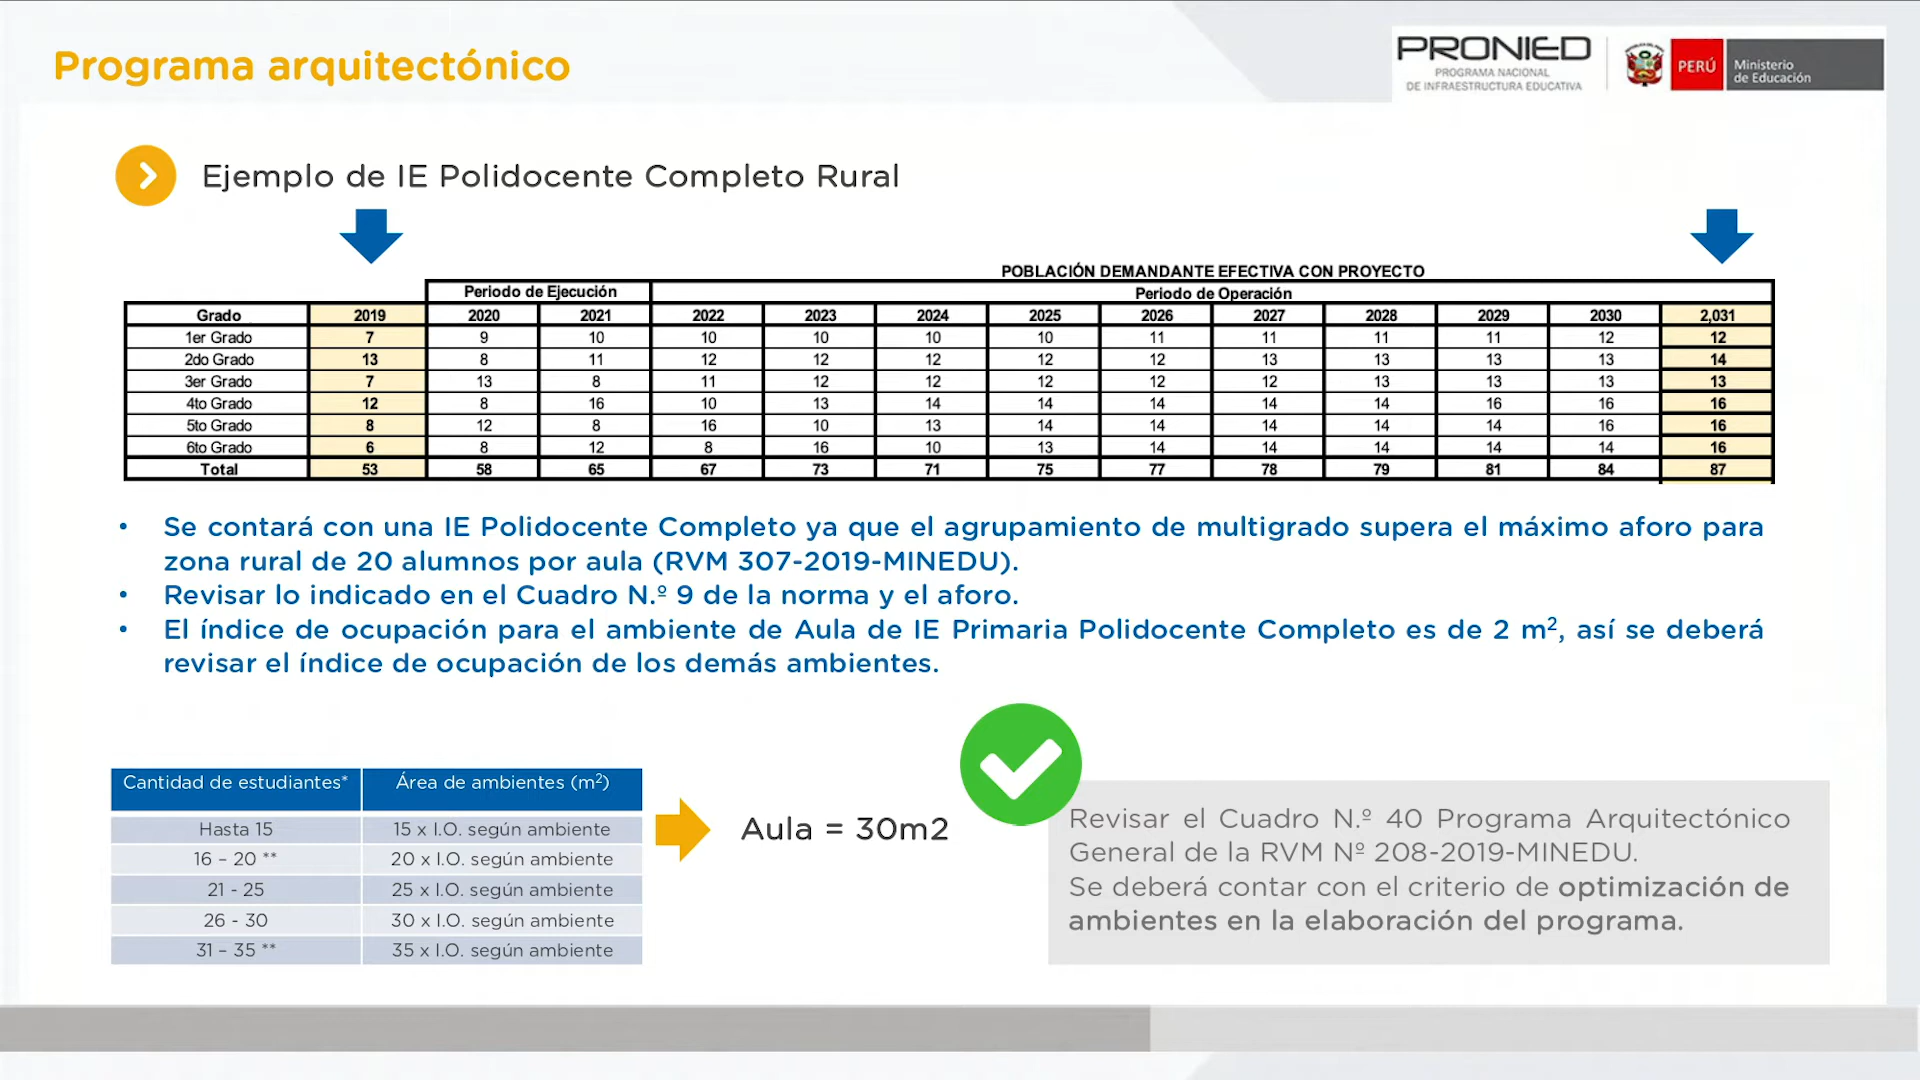 Programa arquitectónico
PRONIED
PROGRAMA NACIONAL
DE INFRAESTRUCTURA EDUCATIVA
PERÚ
Ministerio
de Educación
Ejemplo de IE Polidocente Completo Rural
POBLACIÓN DEMANDANTE EFECTIVA CON PROYECTO
Periodo de Ejecución Periodo de Operación
Grado 2019 2020 2021 2022 2023 2024 2025 2026 2027 2028 2029 2030 2,031
1er Grado 7 9 10 10 10 10 10 11 11 11 11 12 12
2do Grado 13 8 11 12 12 12 12 12 13 13 13 13 14
3er Grado 7 13 8 11 12 12 12 12 12 13 13 13 13
4to Grado 12 8 16 10 13 14 14 14 14 14 16 16 16
5to Grado 8 12 8 16 10 13 14 14 14 14 14 16 16
6to Grado 6 8 12 8 16 10 13 14 14 14 14 14 16
Total 53 58 65 67 73 71 75 77 78 79 81 84 87
• Se contará con una IE Polidocente Completo ya que el agrupamiento de multigrado supera el máximo aforo para
zona rural de 20 alumnos por aula (RVM 307-2019-MINEDU).
• Revisar lo indicado en el Cuadro N.º 9 de la norma y el aforo.
• El índice de ocupación para el ambiente de Aula de IE Primaria Polidocente Completo es de 2 m², así se deberá
revisar el índice de ocupación de los demás ambientes.
Cantidad de estudiantes* Área de ambientes (m²)
Hasta 15 15 x I.O. según ambiente
16 – 20 ** 20 x I.O. según ambiente
21 - 25 25 x I.O. según ambiente
26 - 30 30 x I.O. según ambiente
31 – 35 ** 35 x I.O. según ambiente
Aula = 30m2
Revisar el Cuadro N.º 40 Programa Arquitectónico
General de la RVM Nº 208-2019-MINEDU.
Se deberá contar con el criterio de optimización de
ambientes en la elaboración del programa.